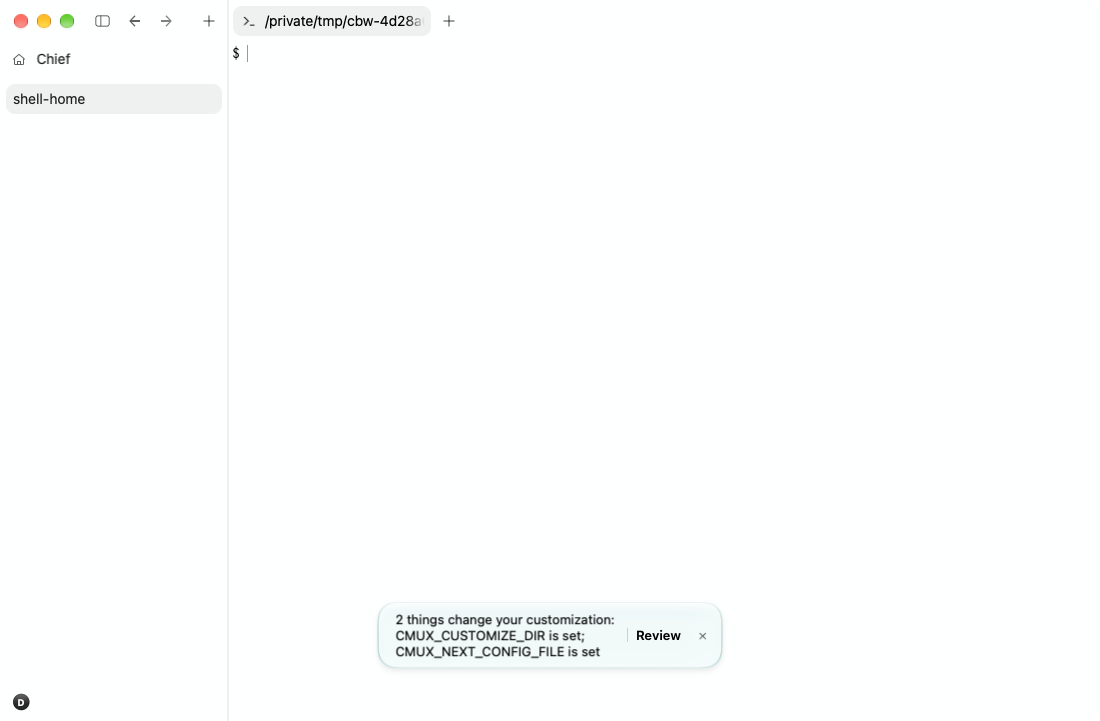 /private/tmp/cbw-4d28a
Chief
$
shell-home
2 things change your customization:
CMUX_CUSTOMIZE_DIR is set;
CMUX_NEXT_CONFIG_FILE is set
Review
D